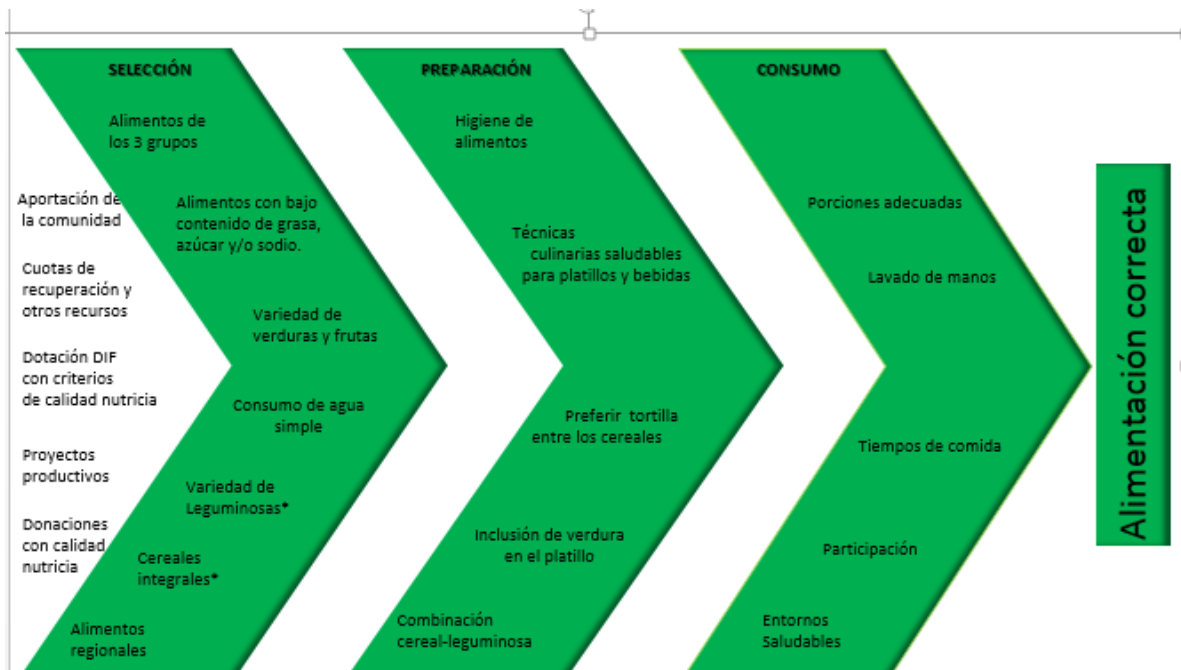 SELECCIÓN
Alimentos de
los 3 grupos
Aportación de
la comunidad
Alimentos con bajo
contenido de grasa,
azúcar y/o sodio.
Cuotas de
recuperación y
otros recursos
Variedad de
verduras y frutas
Dotación DIF
con criterios
de calidad nutricia
Consumo de agua
simple
Proyectos
productivos
Variedad de
Leguminosas*
Donaciones
con calidad
nutricia
Cereales
integrales*
Alimentos
regionales
PREPARACIÓN
Higiene de
alimentos
Técnicas
culinarias saludables
para platillos y bebidas
Preferir tortilla
entre los cereales
Inclusión de verdura
en el platillo
Combinación
cereal-leguminosa
CONSUMO
Porciones adecuadas
Lavado de manos
Tiempos de comida
Participación
Entornos
Saludables
Alimentación correcta